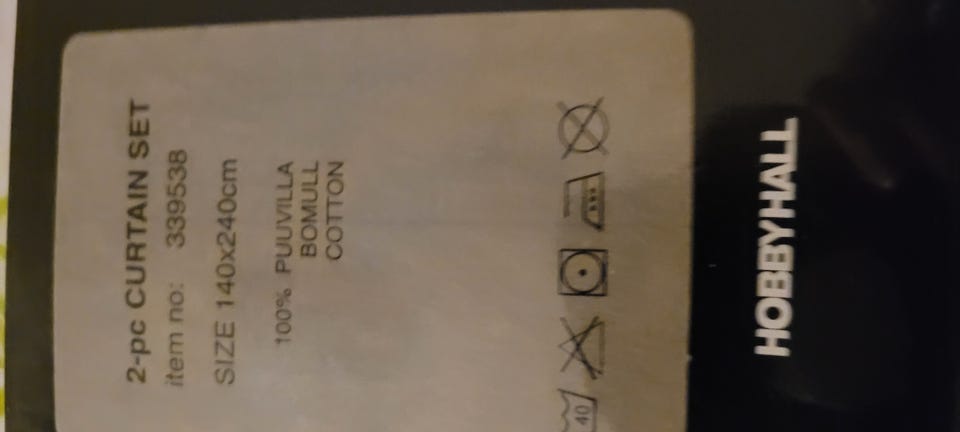 2-pc CURTAIN SET
item no: 339538
SIZE 140x240cm
100% PUUVILLA
BOMULL
COTTON
40
HOBBYHALL